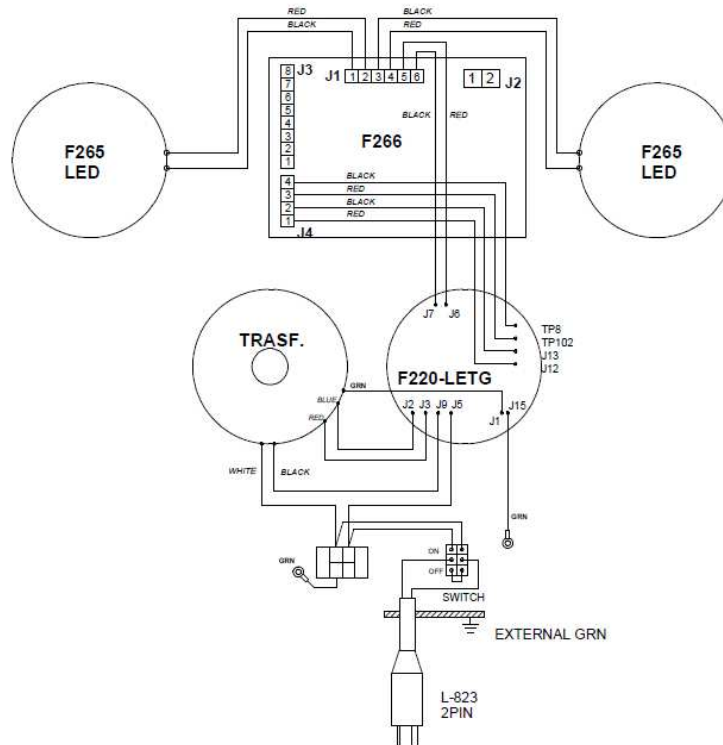 RED
BLACK
BLACK
RED
8 J3
7
6
5
4
3
2
1
J1 1 2 3 4 5 6
1 2 J2
BLACK RED
F266
F265
LED
F265
LED
4 BLACK
3 RED
2 BLACK
1 RED
J4
J7 J6
TP8
TP102
J13
J12
TRASF.
F220-LETG
GRN
BLUE
RED
J2 J3 J9 J5
J1 J15
WHITE
BLACK
GRN
GRN
ON
OFF
SWITCH
EXTERNAL GRN
L-823
2PIN